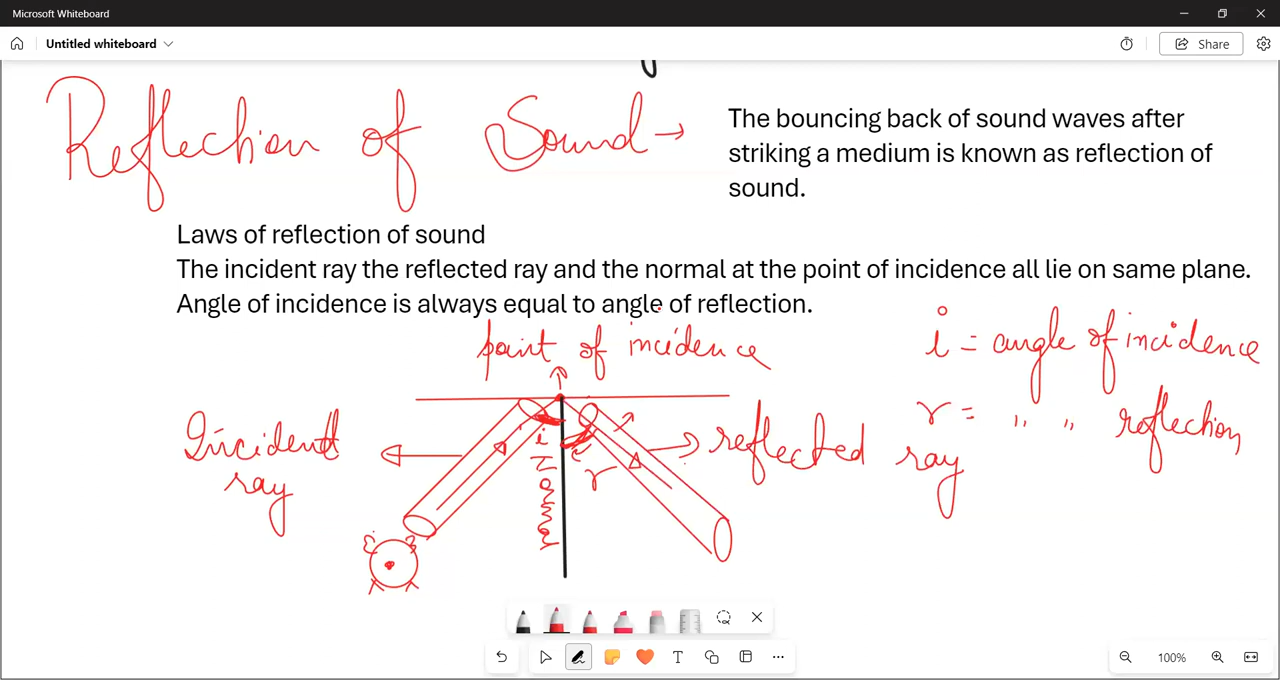 Microsoft Whiteboard
Untitled whiteboard
Share
Reflection of Sound →
The bouncing back of sound waves after
striking a medium is known as reflection of
sound.
Laws of reflection of sound
The incident ray the reflected ray and the normal at the point of incidence all lie on same plane.
Angle of incidence is always equal to angle of reflection.
point of incidence
i = angle of incidence
r = " " reflection
Incident
ray
i
r
Normal
reflected ray
100%